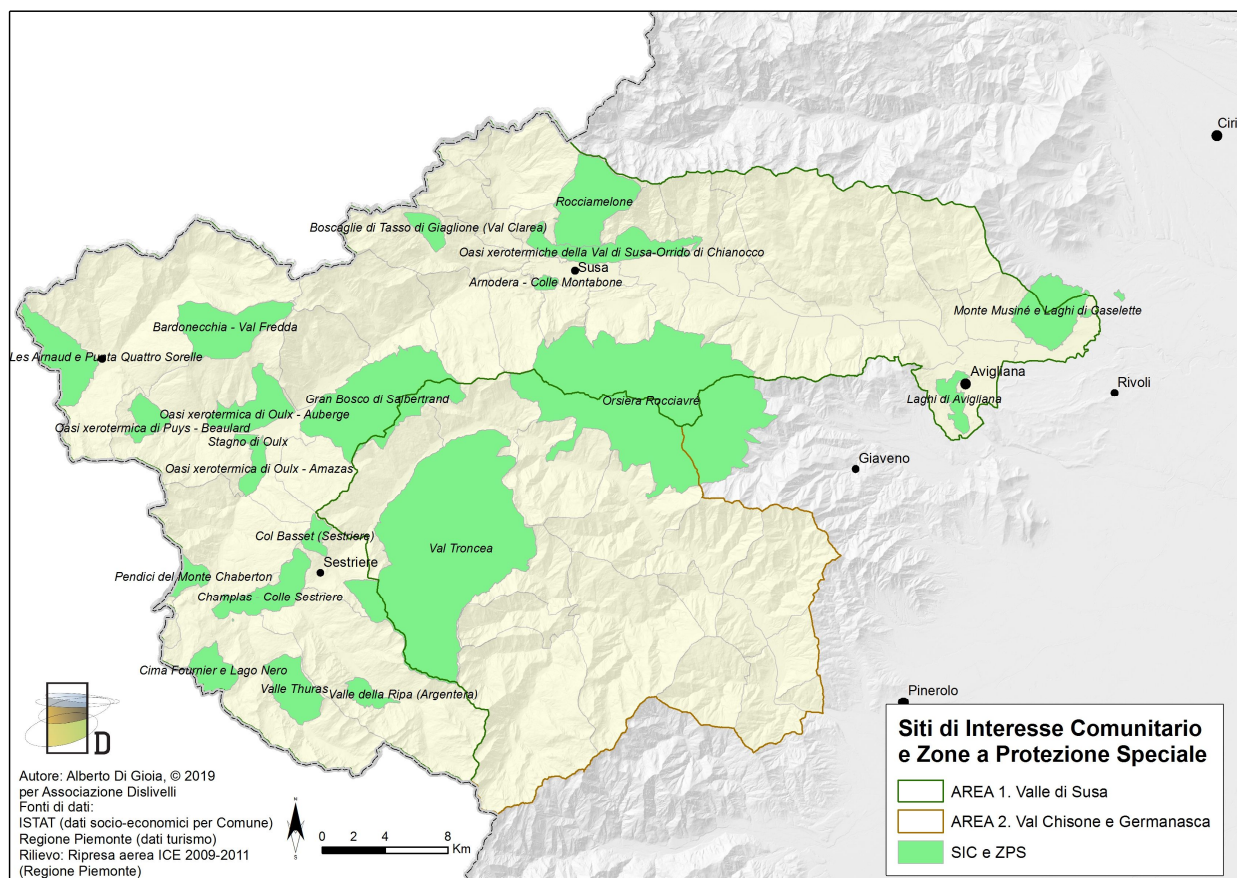 Ciri
Rocciamelone
Boscaglie di Tasso di Giaglione (Val Clarea)
Oasi xerotermiche della Val di Susa-Orrido di Chianocco
Susa
Arnodera - Colle Montabone
Monte Musiné e Laghi di Caselette
Bardonecchia - Val Fredda
Les Arnaud e Punta Quattro Sorelle
Avigliana
Rivoli
Laghi di Avigliana
Gran Bosco di Salbertrand
Orsiera Rocciavré
Oasi xerotermica di Oulx - Auberge
Oasi xerotermica di Puys - Beaulard
Stagno di Oulx
Oasi xerotermica di Oulx - Amazas
Giaveno
Col Basset (Sestriere)
Val Troncea
Sestriere
Pendici del Monte Chaberton
Champlas - Colle Sestriere
Cima Fournier e Lago Nero
Valle Thuras
Valle della Ripa (Argentera)
Pinerolo
D
Autore: Alberto Di Gioia, © 2019
per Associazione Dislivelli
Fonti di dati:
ISTAT (dati socio-economici per Comune)
Regione Piemonte (dati turismo)
Rilievo: Ripresa aerea ICE 2009-2011
(Regione Piemonte)
N
S
0 2 4 8
Km
Siti di Interesse Comunitario
e Zone a Protezione Speciale
AREA 1. Valle di Susa
AREA 2. Val Chisone e Germanasca
SIC e ZPS